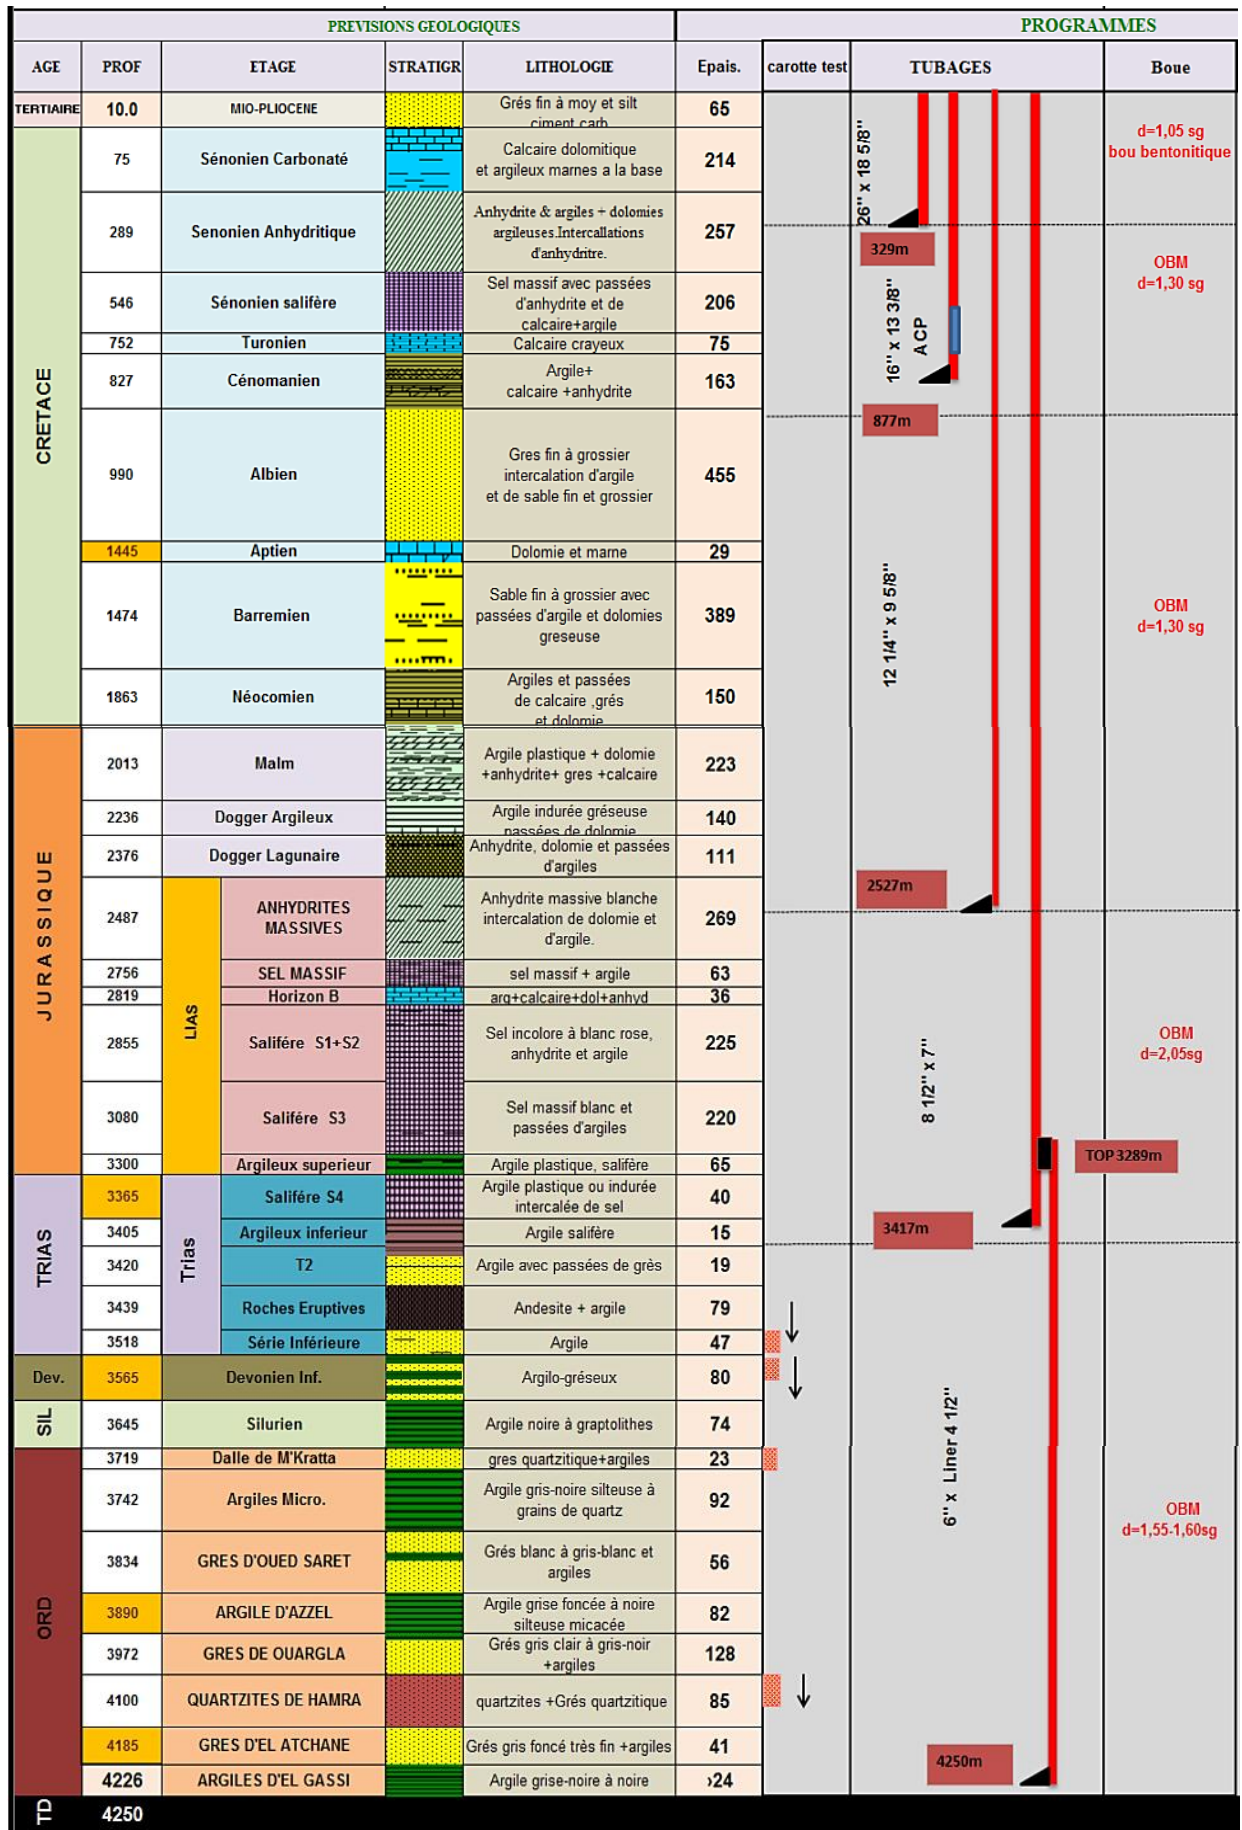 PREVISIONS GEOLOGIQUES
PROGRAMMES
AGE PROF ETAGE STRATIGR LITHOLOGIE Epais. carotte test TUBAGES Boue
TERTIAIRE 10.0 MIO-PLIOCENE Grés fin à moy et silt
ciment carb 65
CRETACE
75 Sénonien Carbonaté Calcaire dolomitique
et argileux marnes a la base 214
289 Senonien Anhydritique Anhydrite & argiles + dolomies
argileuses.Intercallations
d'anhydritre. 257
546 Sénonien salifère Sel massif avec passées
d'anhydrite et de
calcaire+argile 206
752 Turonien Calcaire crayeux 75
827 Cénomanien Argile+
calcaire +anhydrite 163
990 Albien Gres fin à grossier
intercalation d'argile
et de sable fin et grossier 455
1445 Aptien Dolomie et marne 29
1474 Barremien Sable fin à grossier avec
passées d'argile et dolomies
greseuse 389
1863 Néocomien Argiles et passées
de calcaire ,grés
et dolomie 150
JURASSIQUE
2013 Malm Argile plastique + dolomie
+anhydrite+ gres +calcaire 223
2236 Dogger Argileux Argile indurée gréseuse
passées de dolomie 140
2376 Dogger Lagunaire Anhydrite, dolomie et passées
d'argiles 111
LIAS
2487 ANHYDRITES
MASSIVES Anhydrite massive blanche
intercalation de dolomie et
d'argile. 269
2756 SEL MASSIF sel massif + argile 63
2819 Horizon B arg+calcaire+dol+anhyd 36
2855 Salifére S1+S2 Sel incolore à blanc rose,
anhydrite et argile 225
3080 Salifére S3 Sel massif blanc et
passées d'argiles 220
3300 Argileux superieur Argile plastique, salifère 65
TRIAS
Trias
3365 Salifére S4 Argile plastique ou indurée
intercalée de sel 40
3405 Argileux inferieur Argile salifère 15
3420 T2 Argile avec passées de grès 19
3439 Roches Eruptives Andesite + argile 79
3518 Série Inférieure Argile 47
Dev. 3565 Devonien Inf. Argilo-gréseux 80
SIL 3645 Silurien Argile noire à graptolithes 74
ORD
3719 Dalle de M'Kratta gres quartzitique+argiles 23
3742 Argiles Micro. Argile gris-noire silteuse à
grains de quartz 92
3834 GRES D'OUED SARET Grés blanc à gris-blanc et
argiles 56
3890 ARGILE D'AZZEL Argile grise foncée à noire
silteuse micacée 82
3972 GRES DE OUARGLA Grés gris clair à gris-noir
+argiles 128
4100 QUARTZITES DE HAMRA quartzites +Grés quartzitique 85
4185 GRES D'EL ATCHANE Grés gris foncé très fin +argiles 41
4226 ARGILES D'EL GASSI Argile grise-noire à noire ›24
TD 4250
26" x 18 5/8"
329m
16" x 13 3/8"
ACP
877m
12 1/4" x 9 5/8"
2527m
8 1/2" x 7"
TOP 3289m
3417m
6" x Liner 4 1/2"
4250m
d=1,05 sg
bou bentonitique
OBM
d=1,30 sg
OBM
d=1,30 sg
OBM
d=2,05sg
OBM
d=1,55-1,60sg